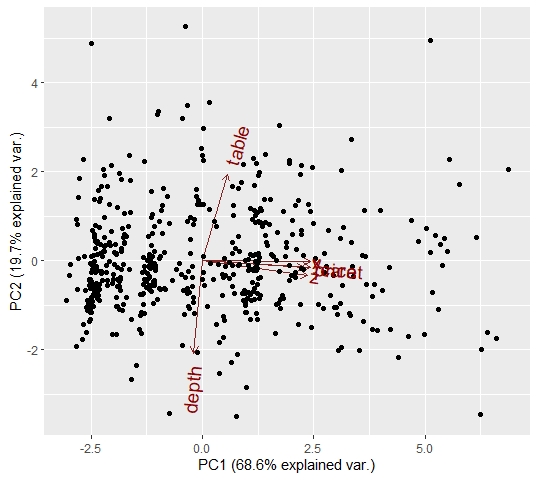 table
z
depth
4
2
0
-2
-2.5
0.0
2.5
5.0
PC1 (68.6% explained var.)
PC2 (19.7% explained var.)